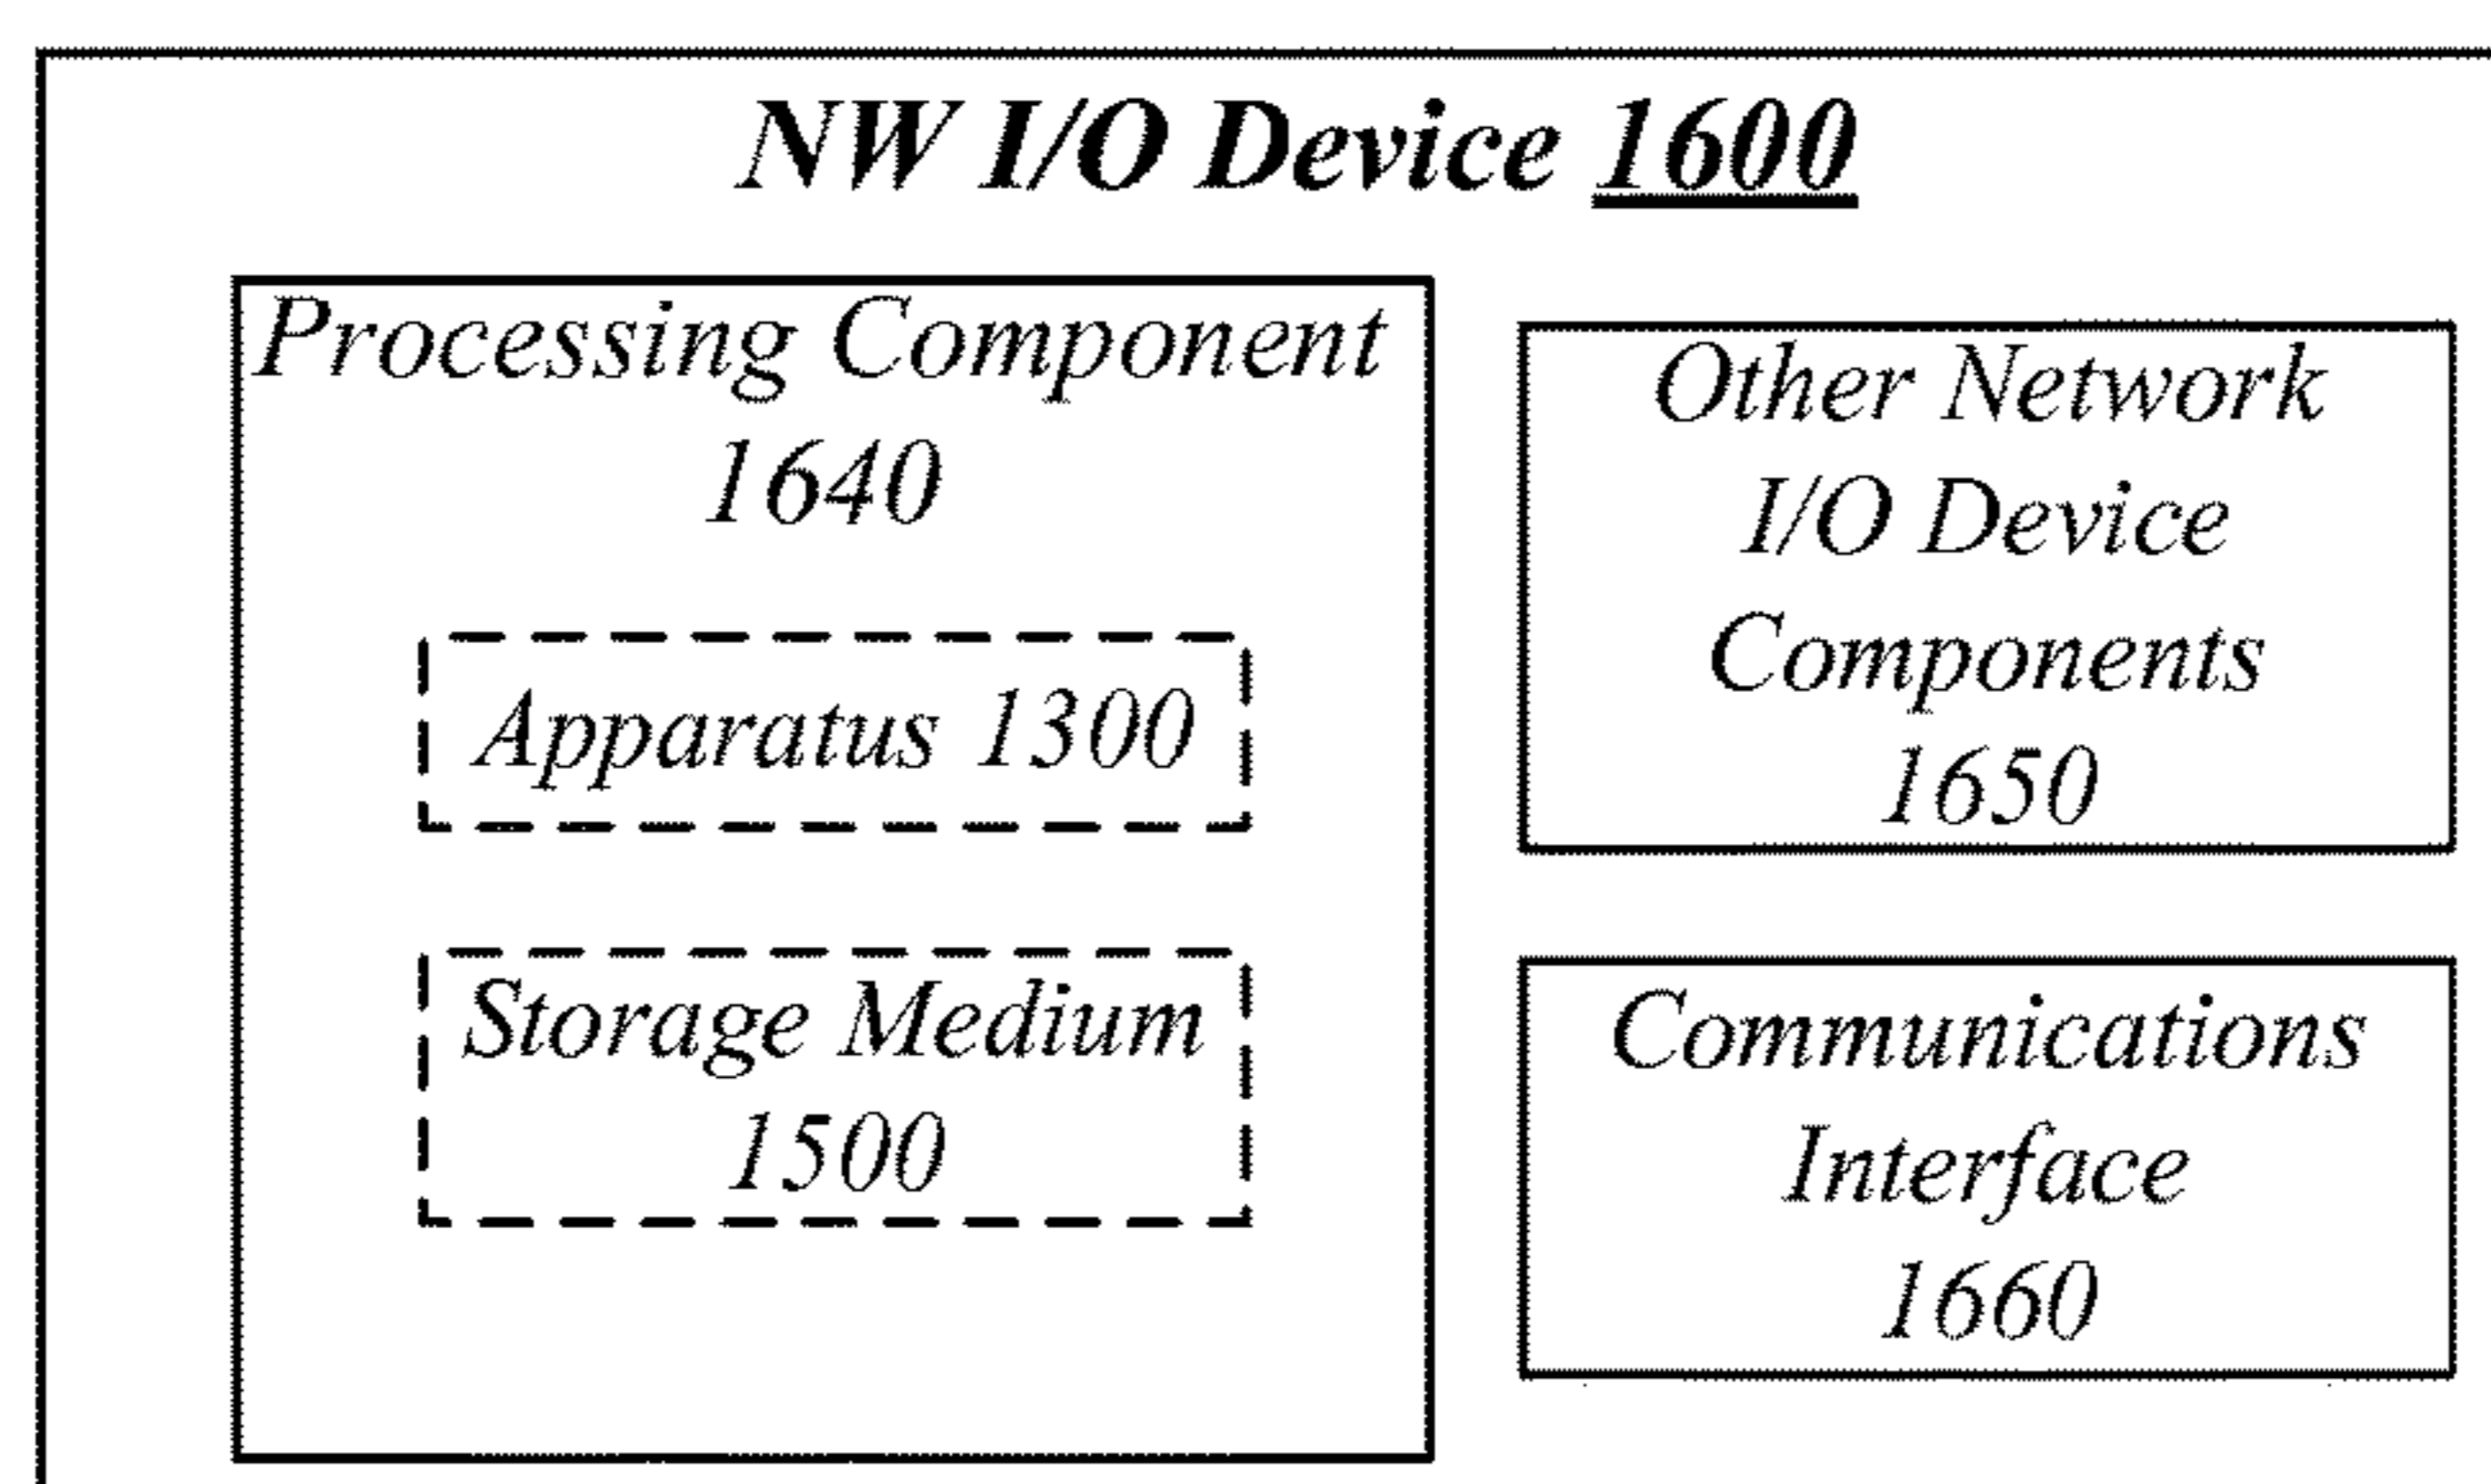 NW I/O Device 1600
Processing Component
1640
Apparatus 1300
Storage Medium
1500
Other Network
I/O Device
Components
1650
Communications
Interface
1660